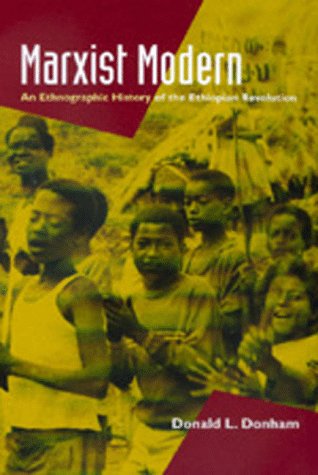 Marxist Modern
An Ethnographic History of the Ethiopian Revolution
Donald L. Donham